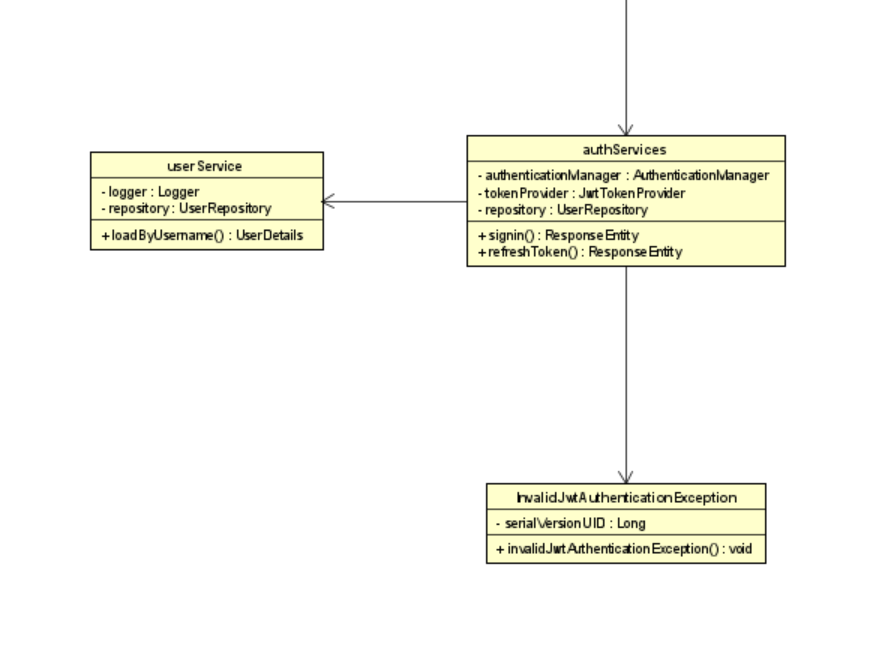 userService
- logger : Logger
- repository : UserRepository
+ loadByUsername() : UserDetails
authServices
- authenticationManager : AuthenticationManager
- tokenProvider : JwtTokenProvider
- repository : UserRepository
+ signin() : ResponseEntity
+ refreshToken() : ResponseEntity
InvalidJwtAuthenticationException
- serialVersionUID : Long
+ invalidJwtAuthenticationException() : void